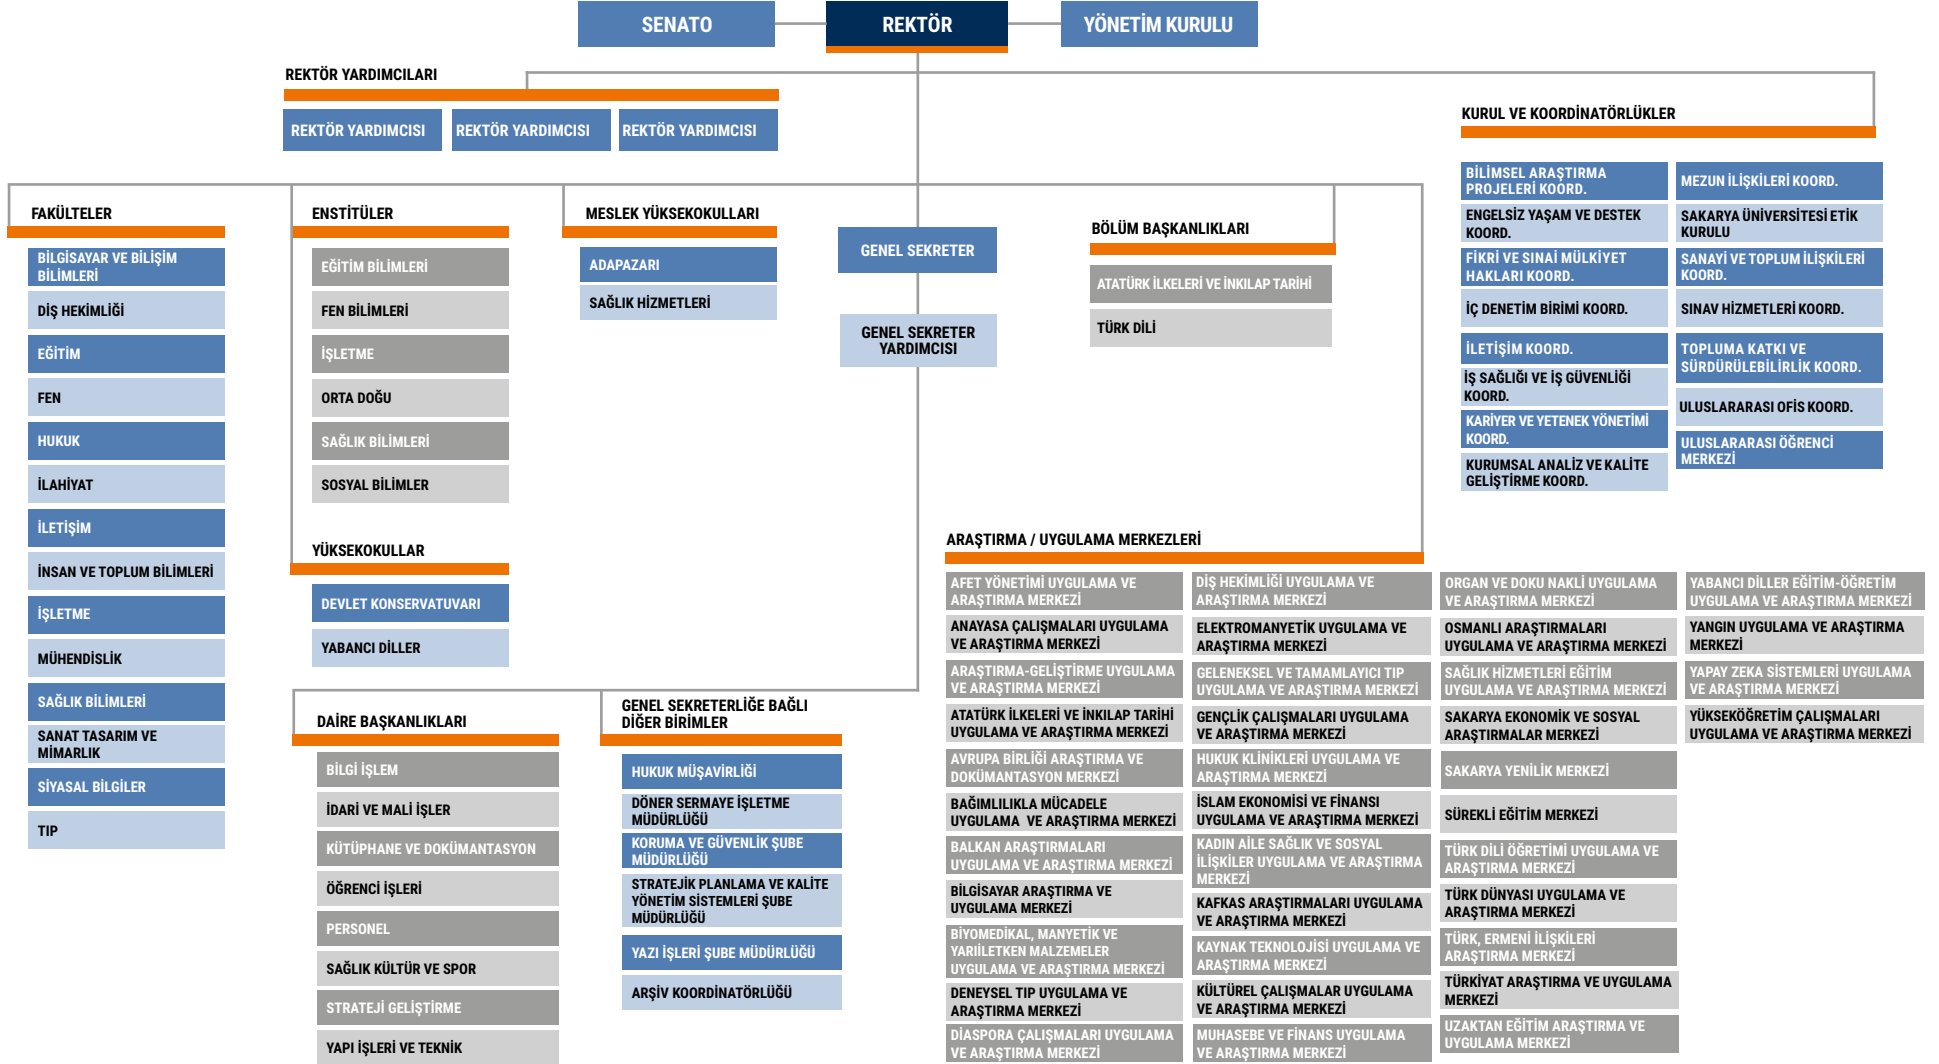 SENATO
REKTÖR
YÖNETİM KURULU
REKTÖR YARDIMCILARI
REKTÖR YARDIMCISI
REKTÖR YARDIMCISI
REKTÖR YARDIMCISI
KURUL VE KOORDİNATÖRLÜKLER
BİLİMSEL ARAŞTIRMA
PROJELERİ KOORD.
ENGELSİZ YAŞAM VE DESTEK
KOORD.
FİKRİ VE SINAİ MÜLKİYET
HAKLARI KOORD.
İÇ DENETİM BİRİMİ KOORD.
İLETİŞİM KOORD.
İŞ SAĞLIĞI VE İŞ GÜVENLİĞİ
KOORD.
KARİYER VE YETENEK YÖNETİMİ
KOORD.
KURUMSAL ANALİZ VE KALİTE
GELİŞTİRME KOORD.
MEZUN İLİŞKİLERİ KOORD.
SAKARYA ÜNİVERSİTESİ ETİK
KURULU
SANAYİ VE TOPLUM İLİŞKİLERİ
KOORD.
SINAV HİZMETLERİ KOORD.
TOPLUMA KATKI VE
SÜRDÜRÜLEBİLİRLİK KOORD.
ULUSLARARASI OFİS KOORD.
ULUSLARARASI ÖĞRENCİ
MERKEZİ
FAKÜLTELER
BİLGİSAYAR VE BİLİŞİM
BİLİMLERİ
DİŞ HEKİMLİĞİ
EĞİTİM
FEN
HUKUK
İLAHİYAT
İLETİŞİM
İNSAN VE TOPLUM BİLİMLERİ
İŞLETME
MÜHENDİSLİK
SAĞLIK BİLİMLERİ
SANAT TASARIM VE
MİMARLIK
SİYASAL BİLGİLER
TIP
ENSTİTÜLER
EĞİTİM BİLİMLERİ
FEN BİLİMLERİ
İŞLETME
ORTA DOĞU
SAĞLIK BİLİMLERİ
SOSYAL BİLİMLER
YÜKSEKOKULLAR
DEVLET KONSERVATUVARI
YABANCI DİLLER
MESLEK YÜKSEKOKULLARI
ADAPAZARI
SAĞLIK HİZMETLERİ
GENEL SEKRETER
GENEL SEKRETER
YARDIMCISI
BÖLÜM BAŞKANLIKLARI
ATATÜRK İLKELERİ VE İNKILAP TARİHİ
TÜRK DİLİ
DAİRE BAŞKANLIKLARI
BİLGİ İŞLEM
İDARİ VE MALİ İŞLER
KÜTÜPHANE VE DOKÜMANTASYON
ÖĞRENCİ İŞLERİ
PERSONEL
SAĞLIK KÜLTÜR VE SPOR
STRATEJİ GELİŞTİRME
YAPI İŞLERİ VE TEKNİK
GENEL SEKRETERLİĞE BAĞLI
DİĞER BİRİMLER
HUKUK MÜŞAVİRLİĞİ
DÖNER SERMAYE İŞLETME
MÜDÜRLÜĞÜ
KORUMA VE GÜVENLİK ŞUBE
MÜDÜRLÜĞÜ
STRATEJİK PLANLAMA VE KALİTE
YÖNETİM SİSTEMLERİ ŞUBE
MÜDÜRLÜĞÜ
YAZI İŞLERİ ŞUBE MÜDÜRLÜĞÜ
ARŞİV KOORDİNATÖRLÜĞÜ
ARAŞTIRMA / UYGULAMA MERKEZLERİ
AFET YÖNETİMİ UYGULAMA VE
ARAŞTIRMA MERKEZİ
ANAYASA ÇALIŞMALARI UYGULAMA
VE ARAŞTIRMA MERKEZİ
ARAŞTIRMA-GELİŞTİRME UYGULAMA
VE ARAŞTIRMA MERKEZİ
ATATÜRK İLKELERİ VE İNKILAP TARİHİ
UYGULAMA VE ARAŞTIRMA MERKEZİ
AVRUPA BİRLİĞİ ARAŞTIRMA VE
DOKÜMANTASYON MERKEZİ
BAĞIMLILIKLA MÜCADELE
UYGULAMA VE ARAŞTIRMA MERKEZİ
BALKAN ARAŞTIRMALARI
UYGULAMA VE ARAŞTIRMA MERKEZİ
BİLGİSAYAR ARAŞTIRMA VE
UYGULAMA MERKEZİ
BİYOMEDİKAL, MANYETİK VE
YARIİLETKEN MALZEMELER
UYGULAMA VE ARAŞTIRMA MERKEZİ
DENEYSEL TIP UYGULAMA VE
ARAŞTIRMA MERKEZİ
DİASPORA ÇALIŞMALARI UYGULAMA
VE ARAŞTIRMA MERKEZİ
DİŞ HEKİMLİĞİ UYGULAMA VE
ARAŞTIRMA MERKEZİ
ELEKTROMANYETİK UYGULAMA VE
ARAŞTIRMA MERKEZİ
GELENEKSEL VE TAMAMLAYICI TIP
UYGULAMA VE ARAŞTIRMA MERKEZİ
GENÇLİK ÇALIŞMALARI UYGULAMA
VE ARAŞTIRMA MERKEZİ
HUKUK KLİNİKLERİ UYGULAMA VE
ARAŞTIRMA MERKEZİ
İSLAM EKONOMİSİ VE FİNANSI
UYGULAMA VE ARAŞTIRMA MERKEZİ
KADIN AİLE SAĞLIK VE SOSYAL
İLİŞKİLER UYGULAMA VE ARAŞTIRMA
MERKEZİ
KAFKAS ARAŞTIRMALARI UYGULAMA
VE ARAŞTIRMA MERKEZİ
KAYNAK TEKNOLOJİSİ UYGULAMA VE
ARAŞTIRMA MERKEZİ
KÜLTÜREL ÇALIŞMALAR UYGULAMA
VE ARAŞTIRMA MERKEZİ
MUHASEBE VE FİNANS UYGULAMA
VE ARAŞTIRMA MERKEZİ
ORGAN VE DOKU NAKLİ UYGULAMA
VE ARAŞTIRMA MERKEZİ
OSMANLI ARAŞTIRMALARI
UYGULAMA VE ARAŞTIRMA MERKEZİ
SAĞLIK HİZMETLERİ EĞİTİM
UYGULAMA VE ARAŞTIRMA MERKEZİ
SAKARYA EKONOMİK VE SOSYAL
ARAŞTIRMALAR MERKEZİ
SAKARYA YENİLİK MERKEZİ
SÜREKLİ EĞİTİM MERKEZİ
TÜRK DİLİ ÖĞRETİMİ UYGULAMA VE
ARAŞTIRMA MERKEZİ
TÜRK DÜNYASI UYGULAMA VE
ARAŞTIRMA MERKEZİ
TÜRK, ERMENİ İLİŞKİLERİ
ARAŞTIRMA MERKEZİ
TÜRKİYAT ARAŞTIRMA VE UYGULAMA
MERKEZİ
UZAKTAN EĞİTİM ARAŞTIRMA VE
UYGULAMA MERKEZİ
YABANCI DİLLER EĞİTİM-ÖĞRETİM
UYGULAMA VE ARAŞTIRMA MERKEZİ
YANGIN UYGULAMA VE ARAŞTIRMA
MERKEZİ
YAPAY ZEKA SİSTEMLERİ UYGULAMA
VE ARAŞTIRMA MERKEZİ
YÜKSEKÖĞRETİM ÇALIŞMALARI
UYGULAMA VE ARAŞTIRMA MERKEZİ